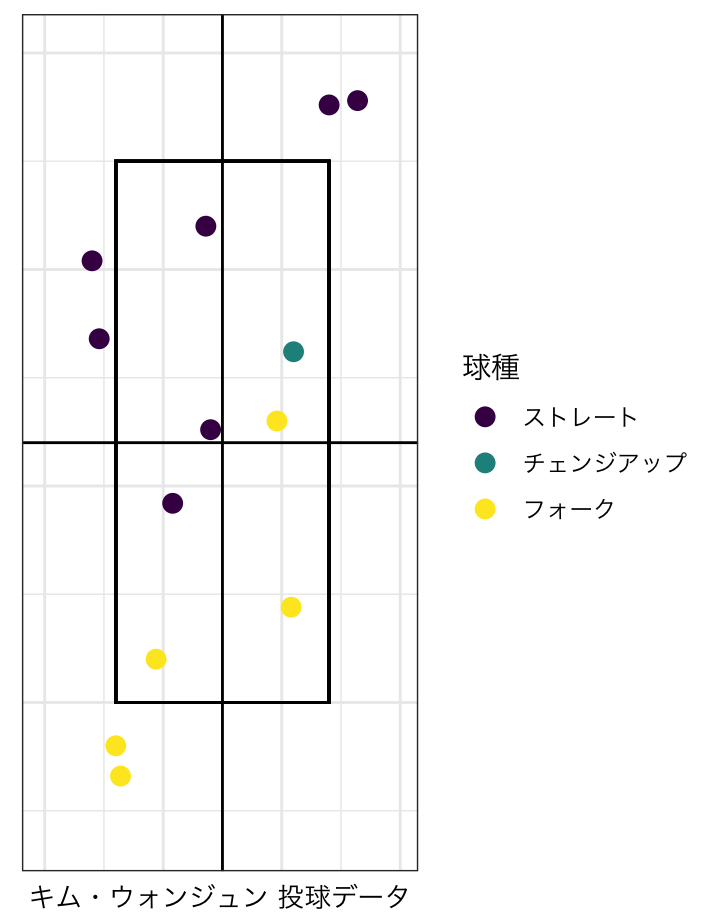 球種
ストレート
チェンジアップ
フォーク
キム・ウォンジュン 投球データ